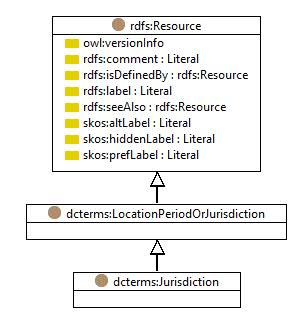 rdfs:Resource
owl:versionInfo
rdfs:comment : Literal
rdfs:isDefinedBy : rdfs:Resource
rdfs:label : Literal
rdfs:seeAlso : rdfs:Resource
skos:altLabel : Literal
skos:hiddenLabel : Literal
skos:prefLabel : Literal
dcterms:LocationPeriodOrJurisdiction
dcterms:Jurisdiction